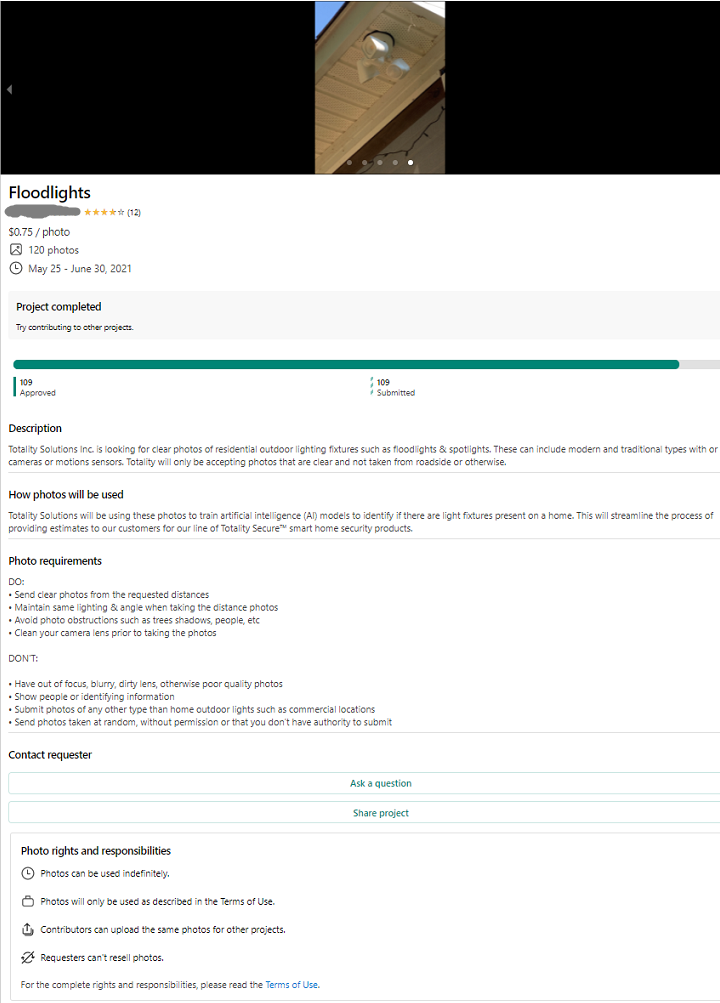 Floodlights
(12)
$0.75 / photo
120 photos
May 25 - June 30, 2021
Project completed
Try contributing to other projects.
109
Approved
109
Submitted
Description
Totality Solutions Inc. is looking for clear photos of residential outdoor lighting fixtures such as floodlights & spotlights. These can include modern and traditional types with or
cameras or motions sensors. Totality will only be accepting photos that are clear and not taken from roadside or otherwise.
How photos will be used
Totality Solutions will be using these photos to train artificial intelligence (AI) models to identify if there are light fixtures present on a home. This will streamline the process of
providing estimates to our customers for our line of Totality Secure™ smart home security products.
Photo requirements
DO:
• Send clear photos from the requested distances
• Maintain same lighting & angle when taking the distance photos
• Avoid photo obstructions such as trees shadows, people, etc
• Clean your camera lens prior to taking the photos
DON'T:
• Have out of focus, blurry, dirty lens, otherwise poor quality photos
• Show people or identifying information
• Submit photos of any other type than home outdoor lights such as commercial locations
• Send photos taken at random, without permission or that you don't have authority to submit
Contact requester
Ask a question
Share project
Photo rights and responsibilities
Photos can be used indefinitely.
Photos will only be used as described in the Terms of Use.
Contributors can upload the same photos for other projects.
Requesters can't resell photos.
For the complete rights and responsibilities, please read the Terms of Use.